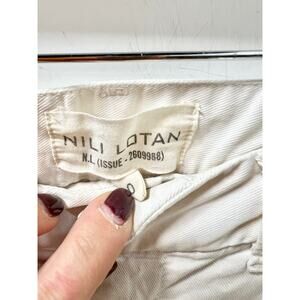 NILI LOTAN
N.L (ISSUE - 2609988)
0